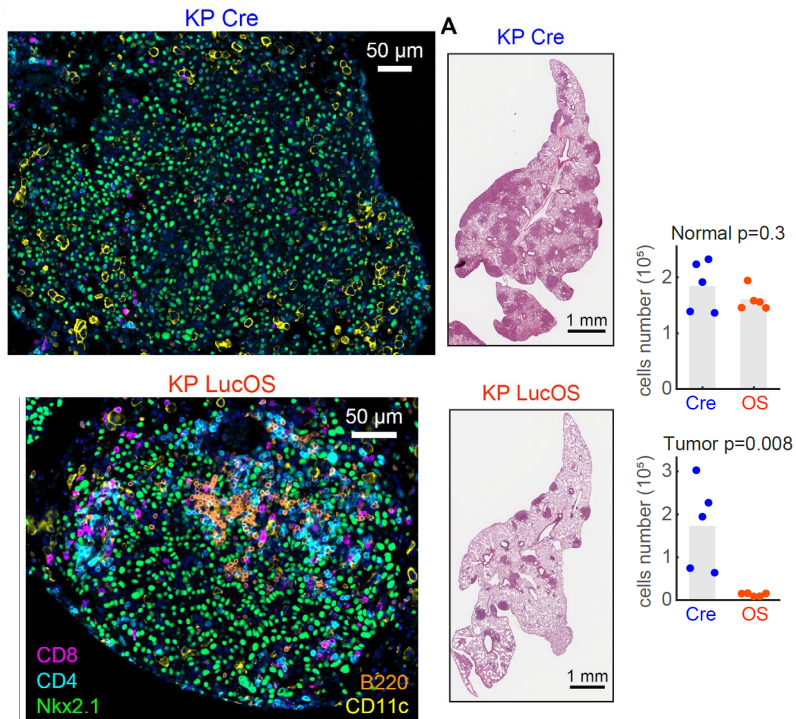 KP Cre
50 µm
KP LucOS
50 µm
CD8
CD4
Nkx2.1
B220
CD11c
A
KP Cre
1 mm
KP LucOS
1 mm
Normal p=0.3
cells number (10⁵)
2
1
0
Cre
OS
Tumor p=0.008
cells number (10⁵)
3
2
1
0
Cre
OS